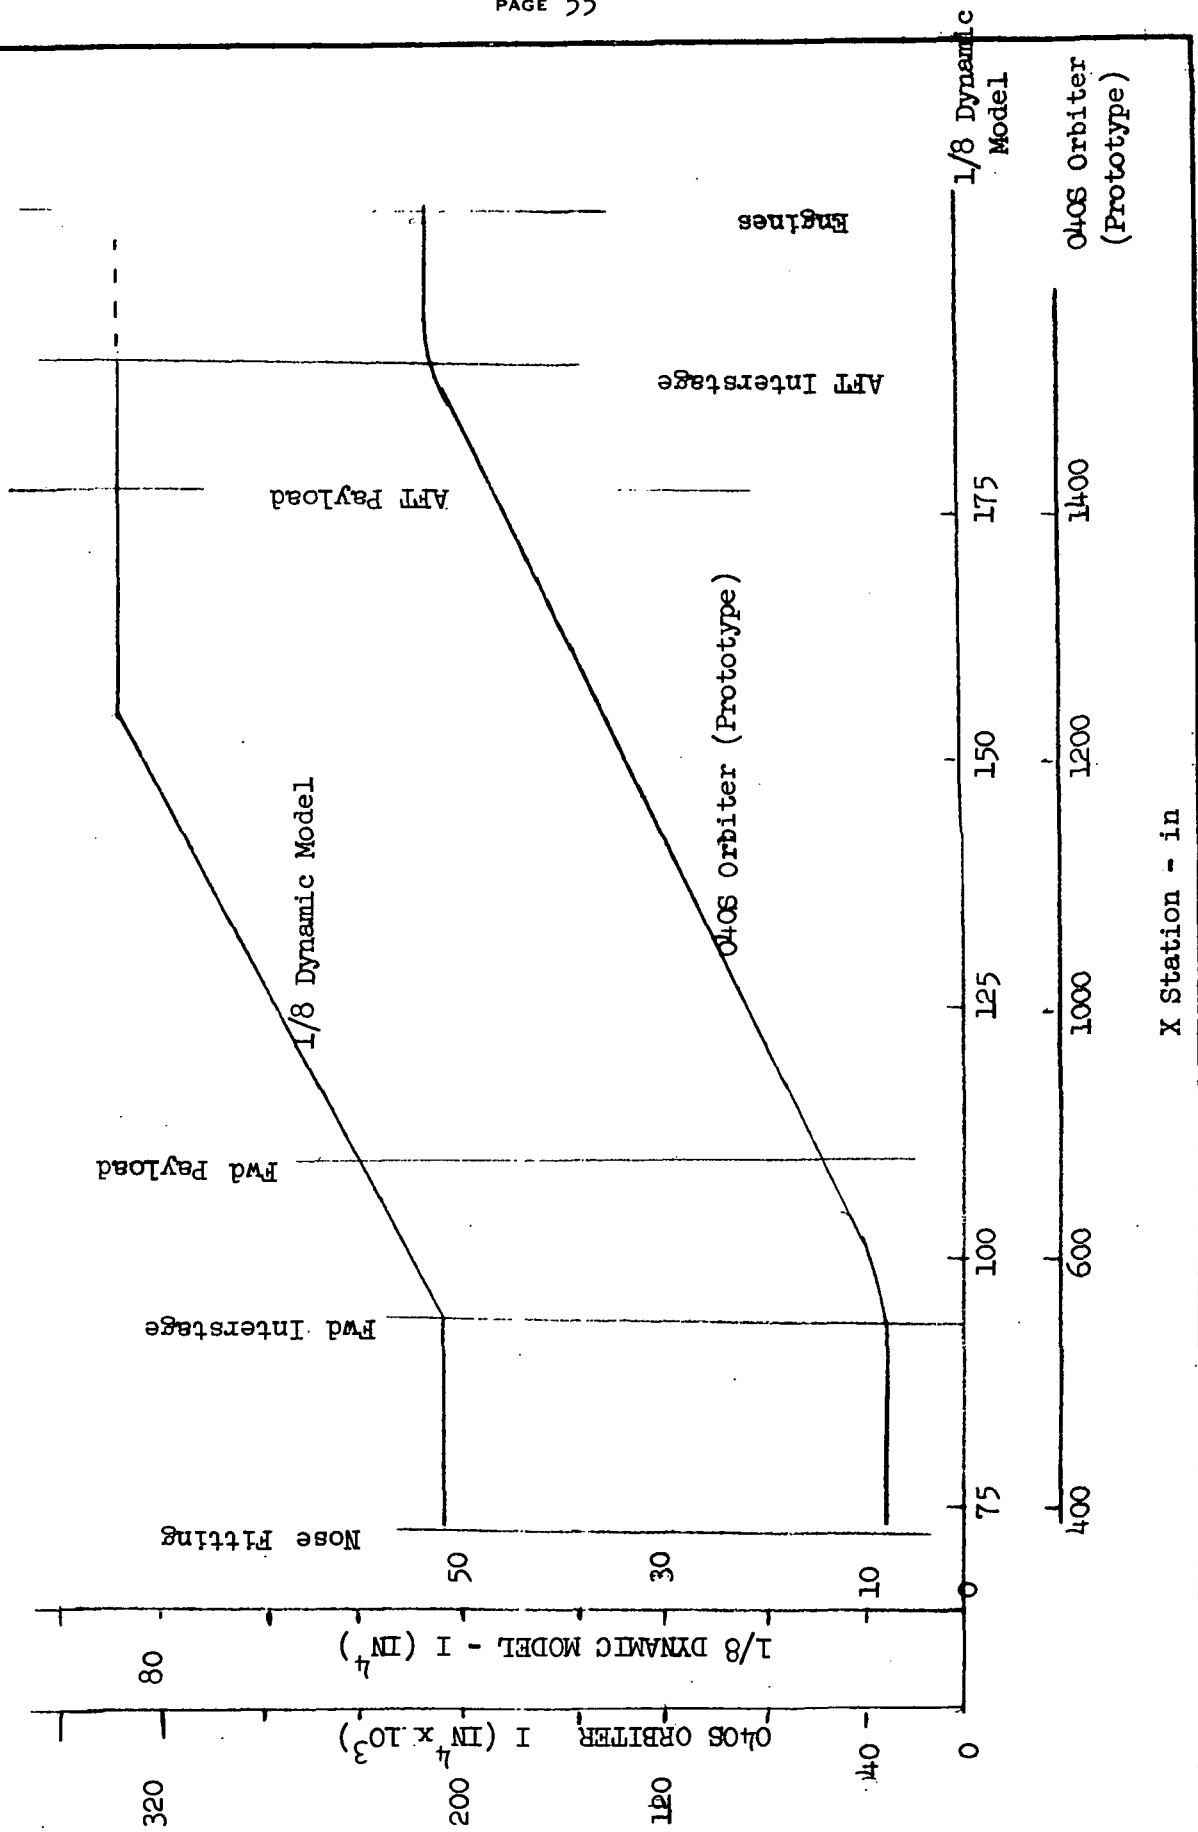 PAGE 55
1/8 Dynamic
Model
040S Orbiter
(Prototype)
Engines
AFT Interstage
AFT Payload
040S Orbiter (Prototype)
1/8 Dynamic Model
Fwd Payload
Fwd Interstage
Nose Fitting
75
100
125
150
175
400
600
1000
1200
1400
X Station - in
0
10
30
50
80
1/8 DYNAMIC MODEL - I (IN⁴)
0
40
120
200
320
040S ORBITER I (IN⁴ x 10³)